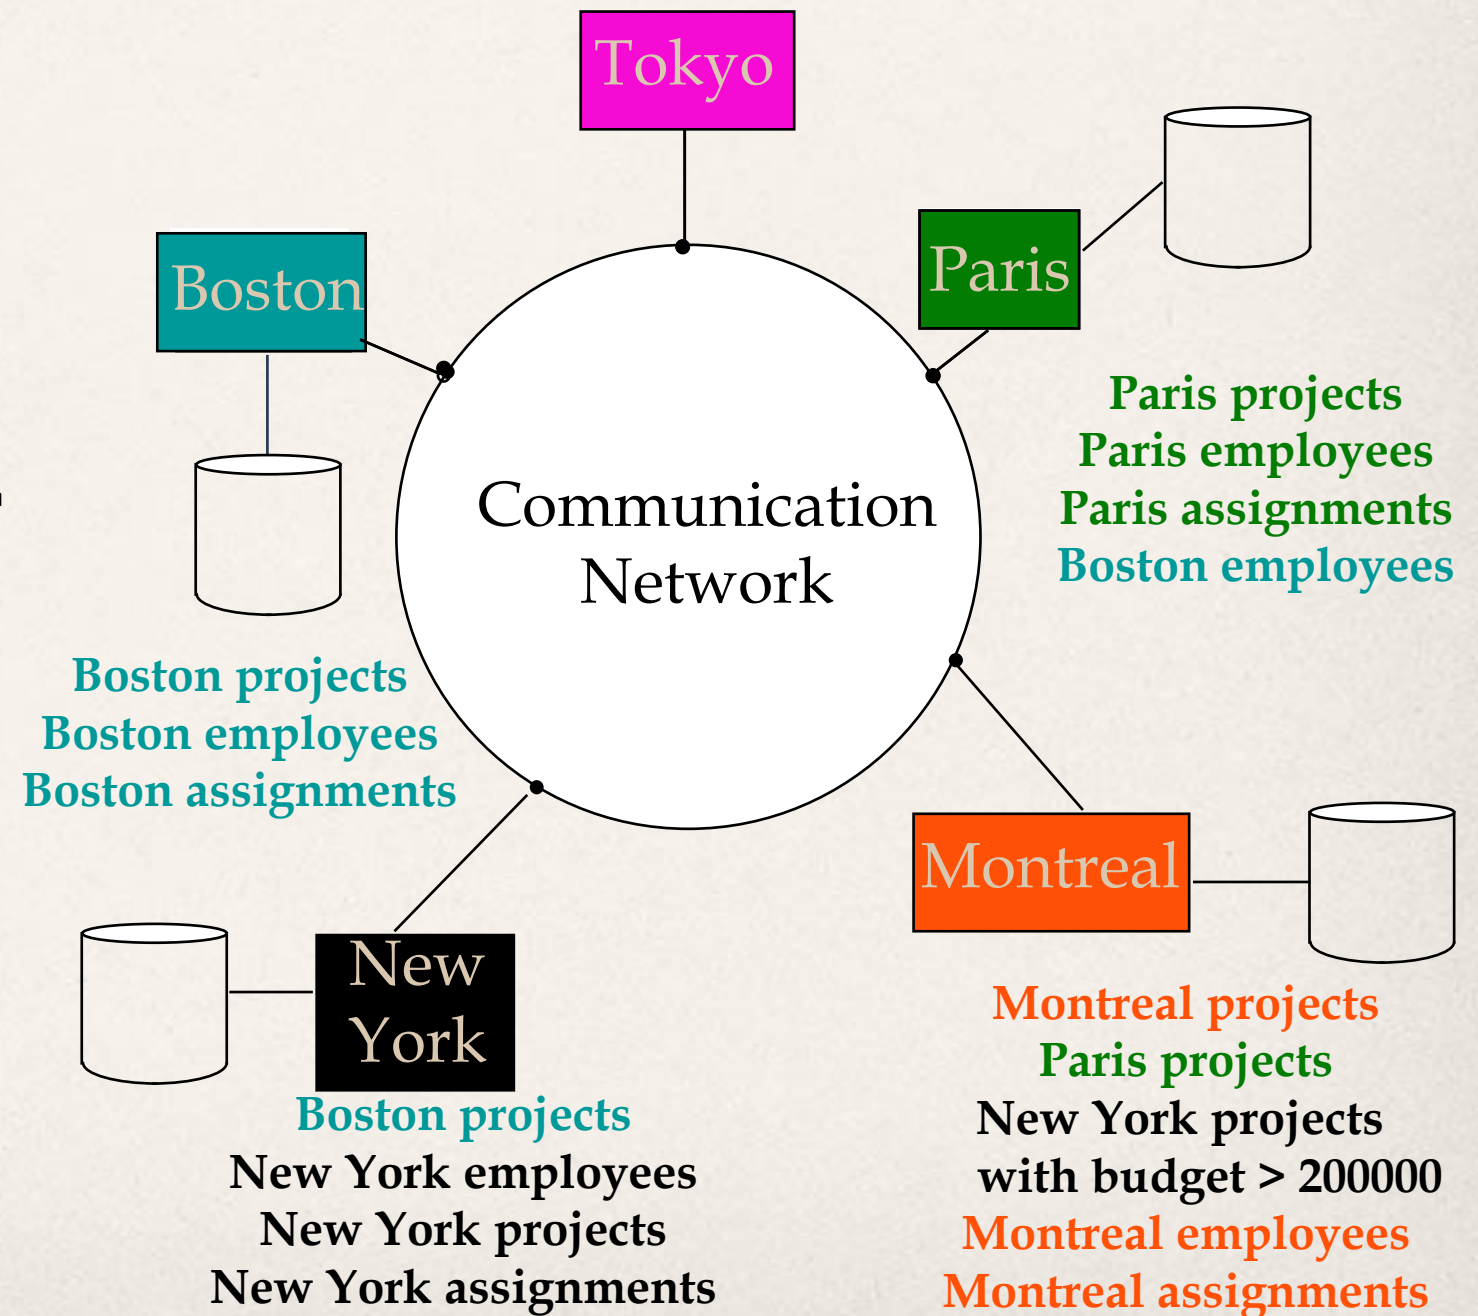 Tokyo
Boston
Paris
Communication
Network
Paris projects
Paris employees
Paris assignments
Boston employees
Boston projects
Boston employees
Boston assignments
Montreal
New
York
Boston projects
New York employees
New York projects
New York assignments
Montreal projects
Paris projects
New York projects
with budget > 200000
Montreal employees
Montreal assignments